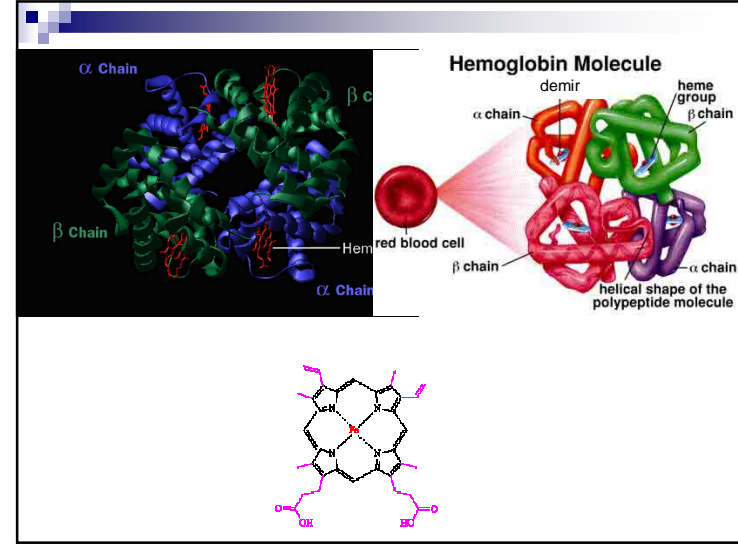 α Chain
β C
β Chain
Hem
α Chain
Hemoglobin Molecule
demir
heme
group
α chain
β chain
red blood cell
β chain
α chain
helical shape of the
polypeptide molecule
N
N
Fe
N
N
O
OH
O
HO